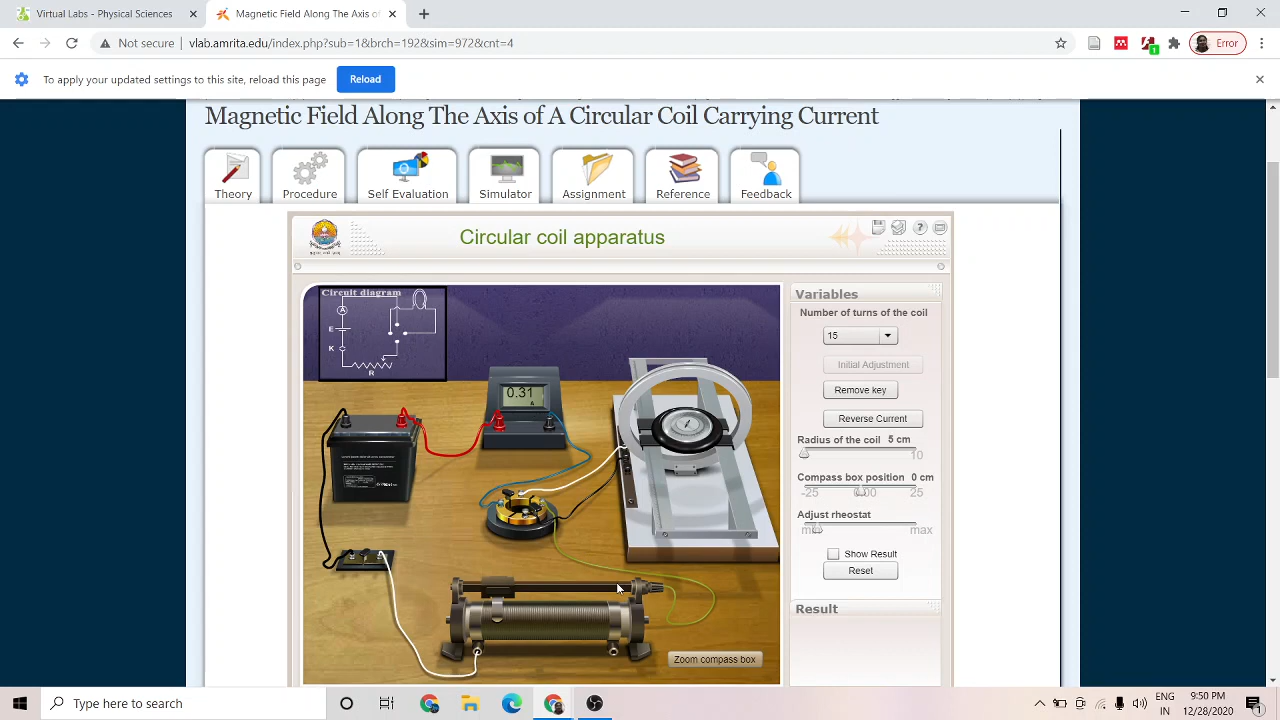 Virtual Labs – Physical Sciences
Magnetic Field Along The Axis of
Error
Not secure
vlab.amrita.edu/index.php?sub=1&brch=192&sim=972&cnt=4
1
To apply your updated settings to this site, reload this page
Reload
Magnetic Field Along The Axis of A Circular Coil Carrying Current
Theory
Procedure
Self Evaluation
Simulator
Assignment
Reference
Feedback
Circular coil apparatus
Circuit diagram
A
E
K
R
0.31
A
Variables
Number of turns of the coil
15
Initial Adjustment
Remove key
Reverse Current
Radius of the coil 5 cm
10
Compass box position 0 cm
-25 0.00 25
Adjust rheostat
min max
Show Result
Reset
Result
Zoom compass box
Type here to search
ENG
IN
9:50 PM
12/28/2020
1